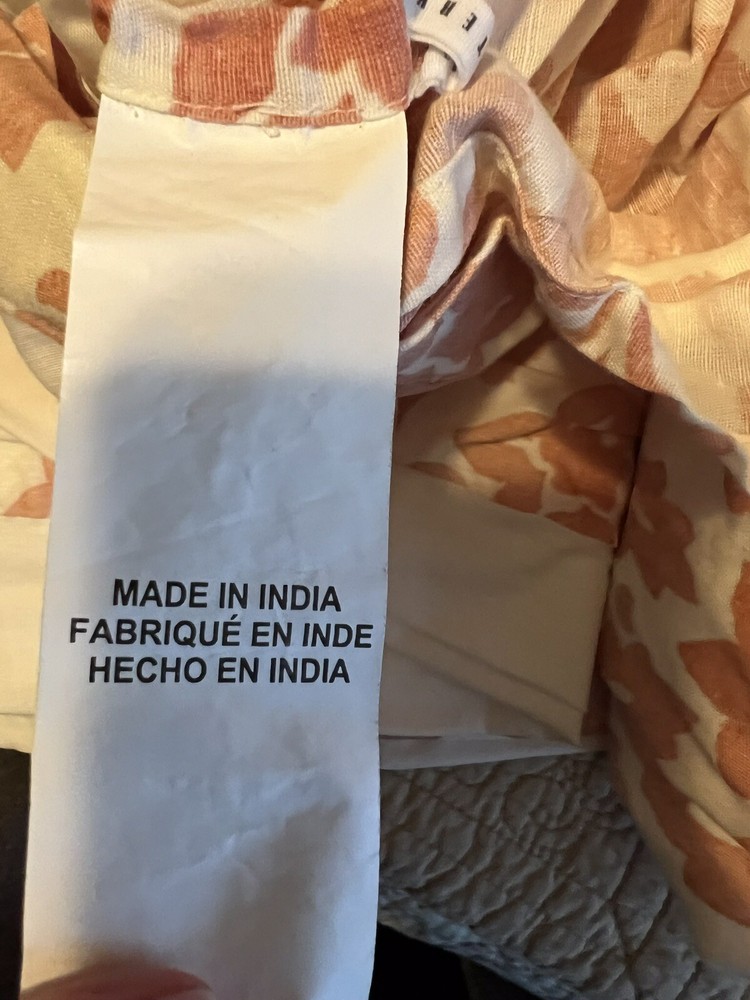 MADE IN INDIA
FABRIQUÉ EN INDE
HECHO EN INDIA